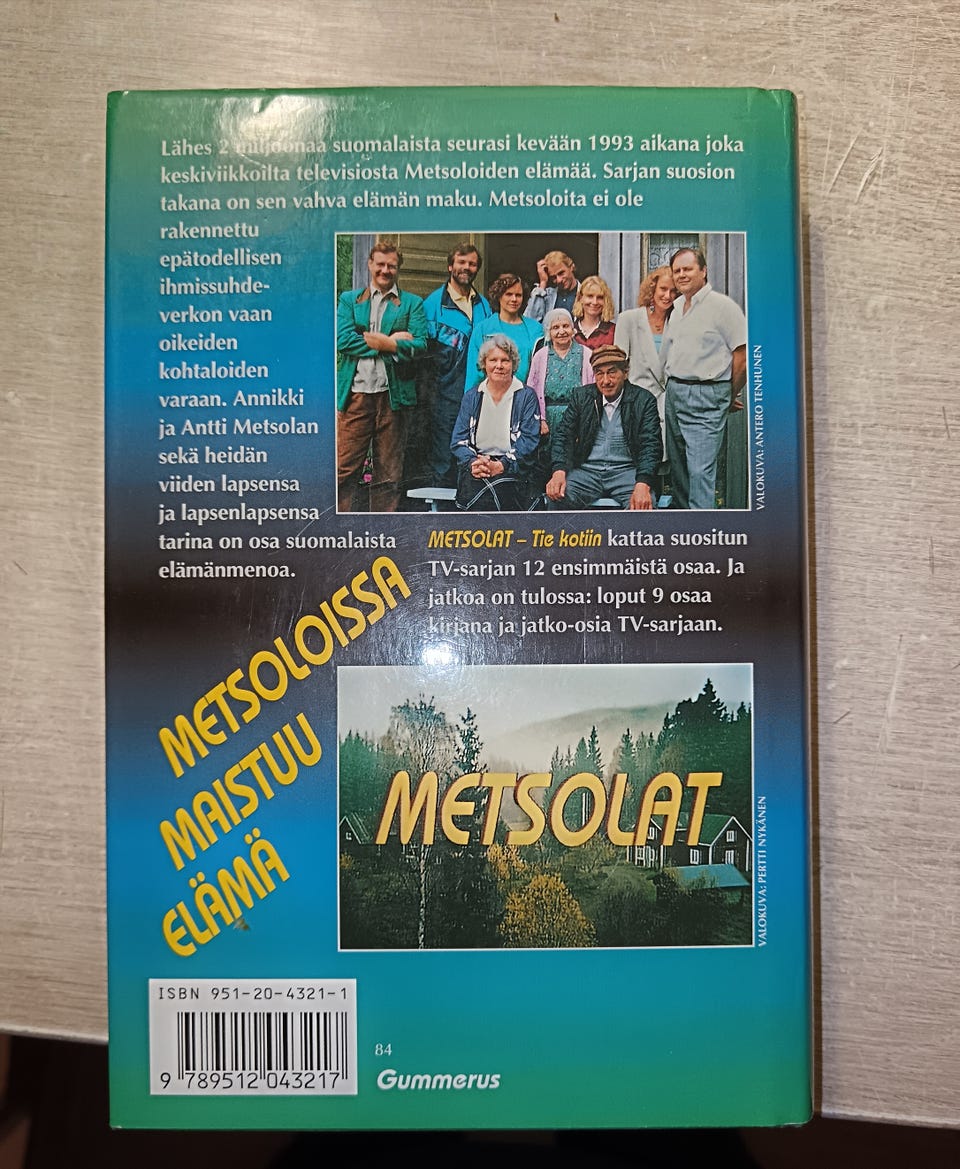 Lähes 2 miljoonaa suomalaista seurasi kevään 1993 aikana joka
keskiviikkoilta televisiosta Metsoloiden elämää. Sarjan suosion
takana on sen vahva elämän maku. Metsoloita ei ole
rakennettu
epätodellisen
ihmissuhde-
verkon vaan
oikeiden
kohtaloiden
varaan. Annikki
ja Antti Metsolan
sekä heidän
viiden lapsensa
ja lapsenlapsensa
tarina on osa suomalaista
elämänmenoa.
VALOKUVA: ANTERO TENHUNEN
METSOLAT – Tie kotiin kattaa suositun
TV-sarjan 12 ensimmäistä osaa. Ja
jatkoa on tulossa: loput 9 osaa
kirjana ja jatko-osia TV-sarjaan.
METSOLOISSA
MAISTUU
ELÄMÄ
METSOLAT
VALOKUVA: PERTTI NYKÄNEN
ISBN 951-20-4321-1
9 789512 043217
84
Gummerus